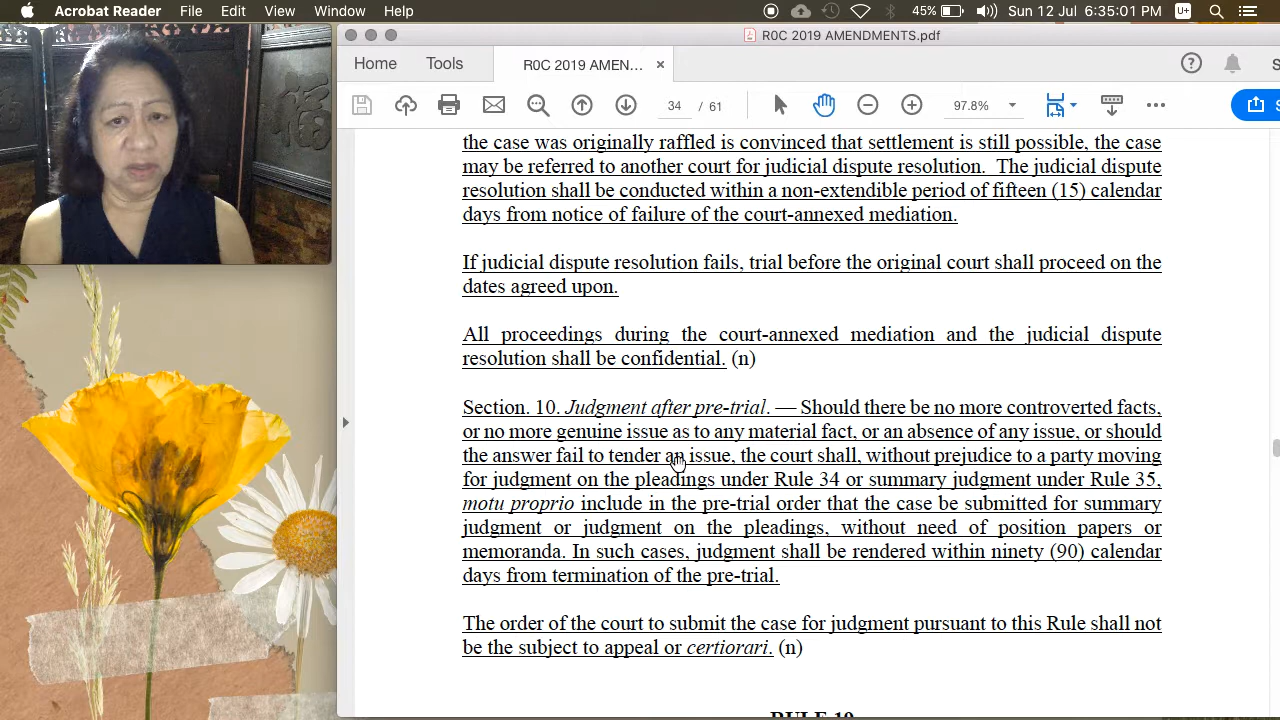 Acrobat Reader File Edit View Window Help 45% Sun 12 Jul 6:35:01 PM U+
R0C 2019 AMENDMENTS.pdf
Home Tools R0C 2019 AMEN... × ? S
34 / 61 97.8% S
the case was originally raffled is convinced that settlement is still possible, the case
may be referred to another court for judicial dispute resolution. The judicial dispute
resolution shall be conducted within a non-extendible period of fifteen (15) calendar
days from notice of failure of the court-annexed mediation.
If judicial dispute resolution fails, trial before the original court shall proceed on the
dates agreed upon.
All proceedings during the court-annexed mediation and the judicial dispute
resolution shall be confidential. (n)
Section. 10. Judgment after pre-trial. — Should there be no more controverted facts,
or no more genuine issue as to any material fact, or an absence of any issue, or should
the answer fail to tender an issue, the court shall, without prejudice to a party moving
for judgment on the pleadings under Rule 34 or summary judgment under Rule 35,
motu proprio include in the pre-trial order that the case be submitted for summary
judgment or judgment on the pleadings, without need of position papers or
memoranda. In such cases, judgment shall be rendered within ninety (90) calendar
days from termination of the pre-trial.
The order of the court to submit the case for judgment pursuant to this Rule shall not
be the subject to appeal or certiorari. (n)
RULE 19
福